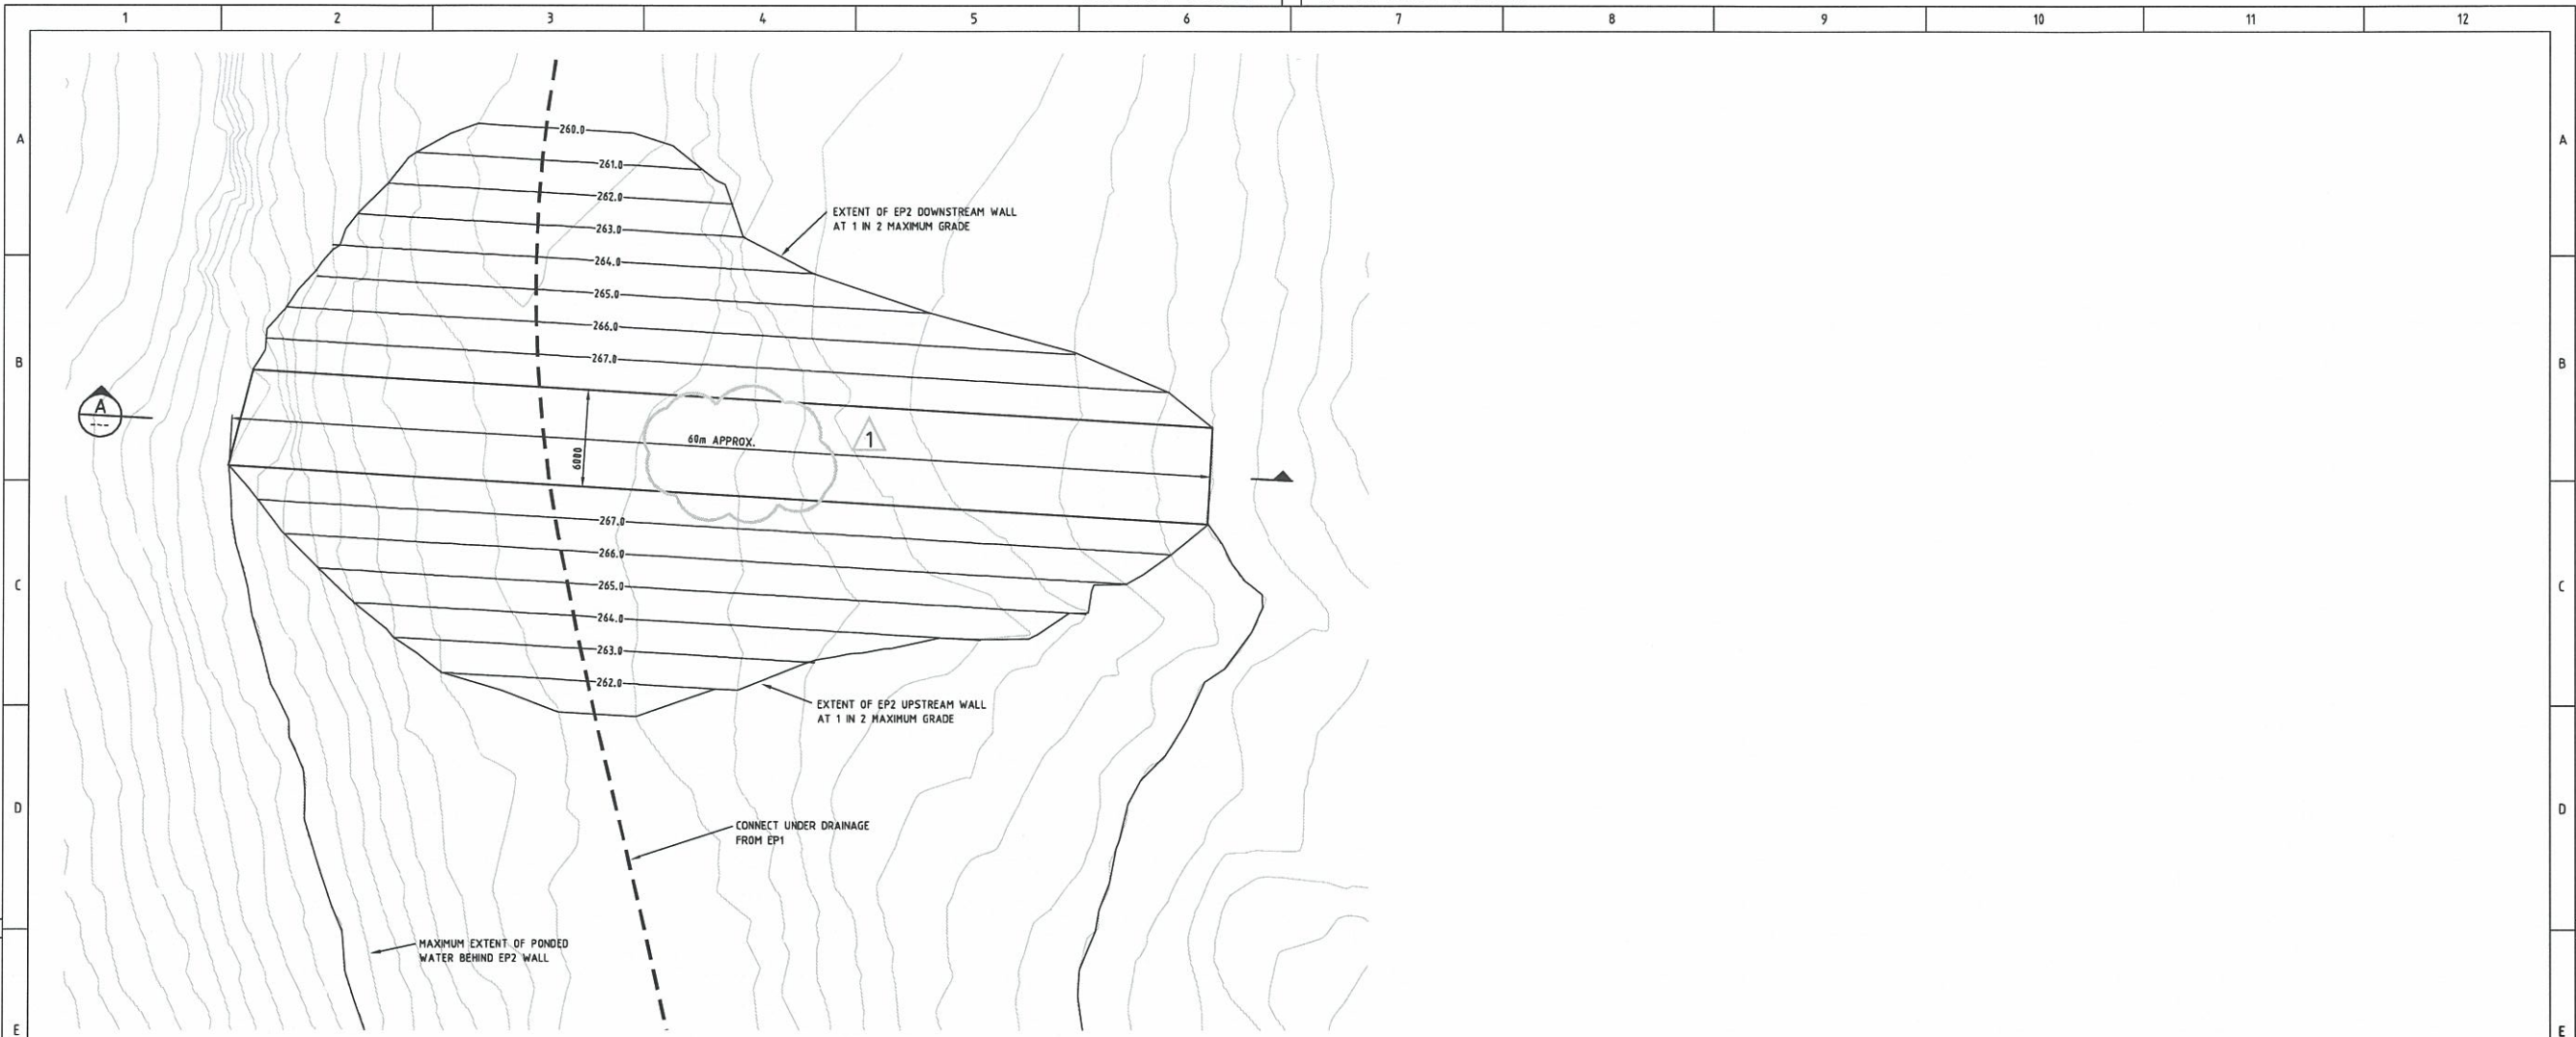 1 2 3 4 5 6 7 8 9 10 11 12
A A
260.0
261.0
262.0
EXTENT OF EP2 DOWNSTREAM WALL
AT 1 IN 2 MAXIMUM GRADE
263.0
264.0
265.0
266.0
267.0
B B
A
---
60m APPROX.
1
6000
267.0
266.0
265.0
C C
264.0
263.0
262.0
EXTENT OF EP2 UPSTREAM WALL
AT 1 IN 2 MAXIMUM GRADE
D D
CONNECT UNDER DRAINAGE
FROM EP1
MAXIMUM EXTENT OF PONDED
WATER BEHIND EP2 WALL
E E